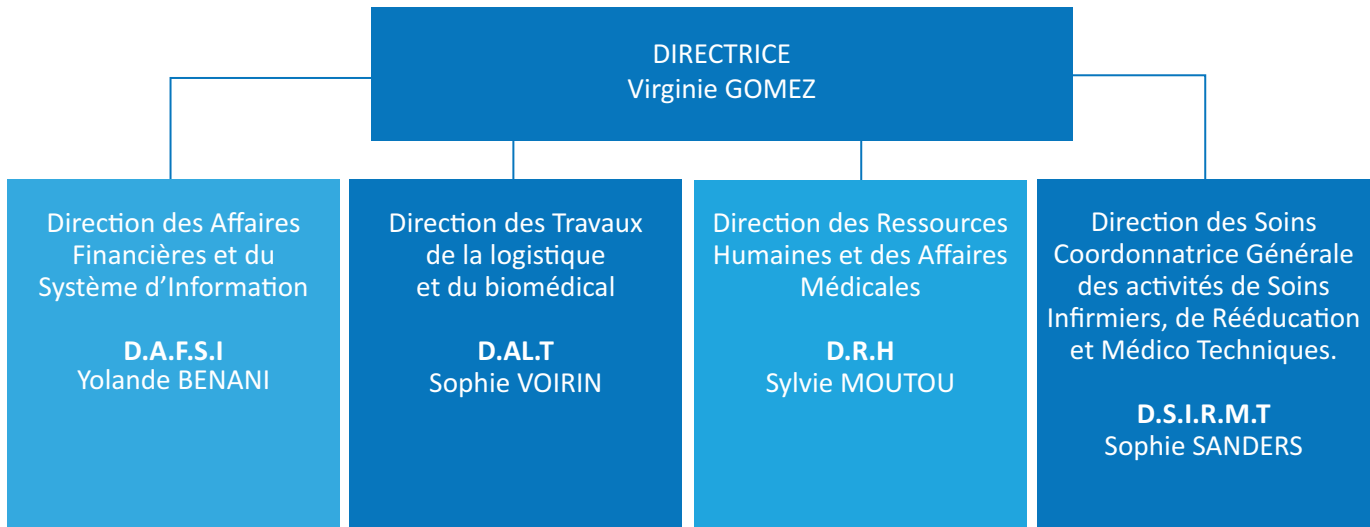 DIRECTRICE
Virginie GOMEZ
Direction des Affaires
Financières et du
Système d’Information
D.A.F.S.I
Yolande BENANI
Direction des Travaux
de la logistique
et du biomédical
D.AL.T
Sophie VOIRIN
Direction des Ressources
Humaines et des Affaires
Médicales
D.R.H
Sylvie MOUTOU
Direction des Soins
Coordonnatrice Générale
des activités de Soins
Infirmiers, de Rééducation
et Médico Techniques.
D.S.I.R.M.T
Sophie SANDERS